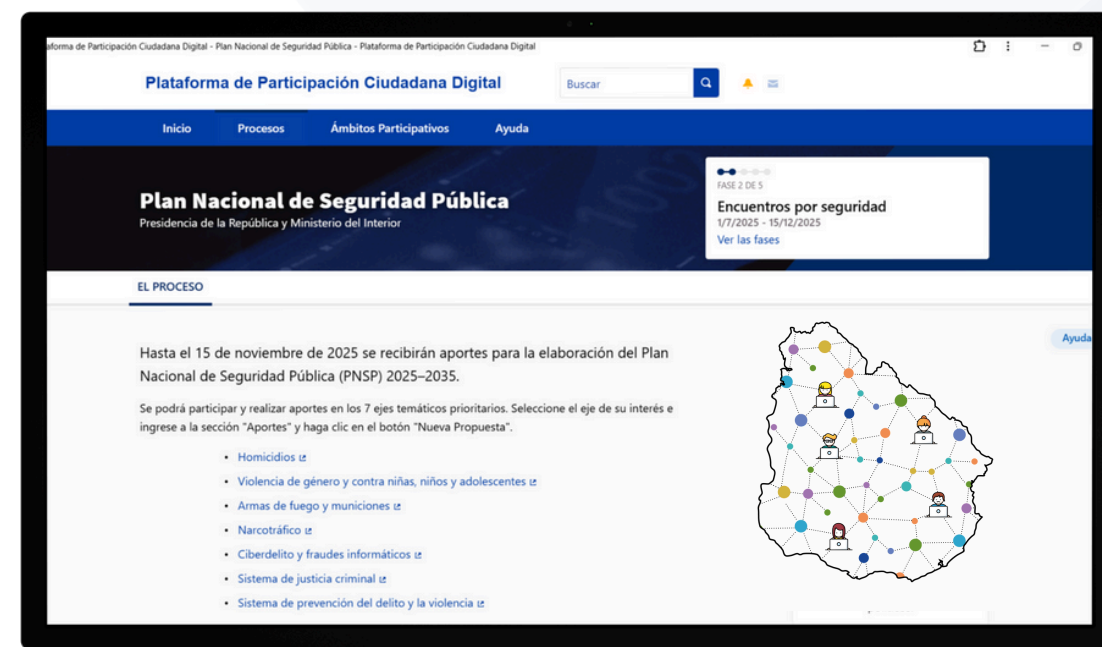 aforma de Participación Ciudadana Digital - Plan Nacional de Seguridad Pública - Plataforma de Participación Ciudadana Digital
Plataforma de Participación Ciudadana Digital
Buscar
Inicio Procesos Ámbitos Participativos Ayuda
Plan Nacional de Seguridad Pública
Presidencia de la República y Ministerio del Interior
FASE 2 DE 5
Encuentros por seguridad
1/7/2025 - 15/12/2025
Ver las fases
EL PROCESO
Ayuda
Hasta el 15 de noviembre de 2025 se recibirán aportes para la elaboración del Plan
Nacional de Seguridad Pública (PNSP) 2025–2035.
Se podrá participar y realizar aportes en los 7 ejes temáticos prioritarios. Seleccione el eje de su interés e
ingrese a la sección "Aportes" y haga clic en el botón "Nueva Propuesta".
• Homicidios
• Violencia de género y contra niñas, niños y adolescentes
• Armas de fuego y municiones
• Narcotráfico
• Ciberdelito y fraudes informáticos
• Sistema de justicia criminal
• Sistema de prevención del delito y la violencia